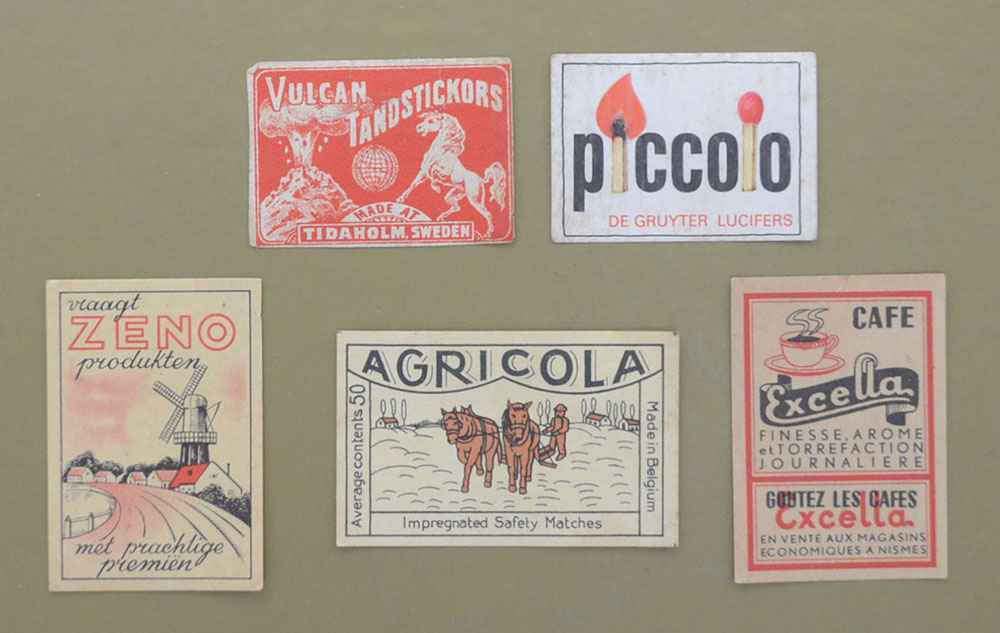 VULCAN
TANDSTICKORS
MADE AT
TIDAHOLM, SWEDEN
piccolo
DE GRUYTER LUCIFERS
vraagt
ZENO
produkten
met prachlige
premiën
AGRICOLA
Average contents 50
Made in Belgium
Impregnated Safety Matches
CAFE
Excella
FINESSE, AROME
et TORREFACTION
JOURNALIERE
GOUTEZ LES CAFES
Excella
EN VENTE AUX MAGASINS
ECONOMIQUES A NISMES